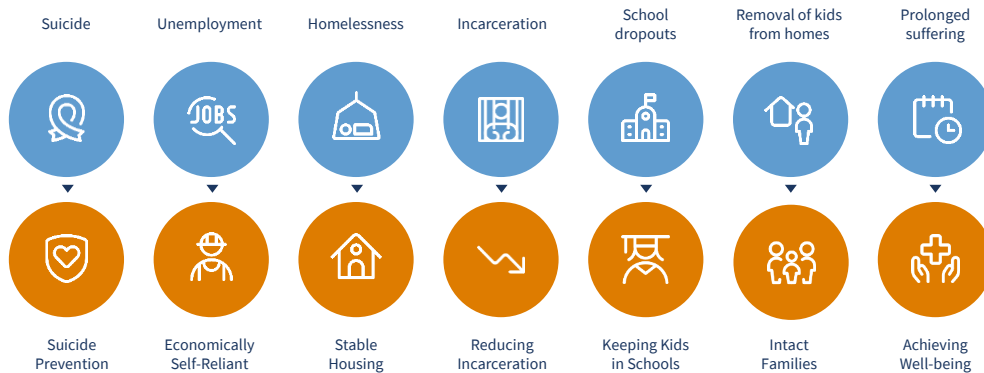 Suicide
Unemployment
Homelessness
Incarceration
School
dropouts
Removal of kids
from homes
Prolonged
suffering
JOBS
Suicide
Prevention
Economically
Self-Reliant
Stable
Housing
Reducing
Incarceration
Keeping Kids
in Schools
Intact
Families
Achieving
Well-being